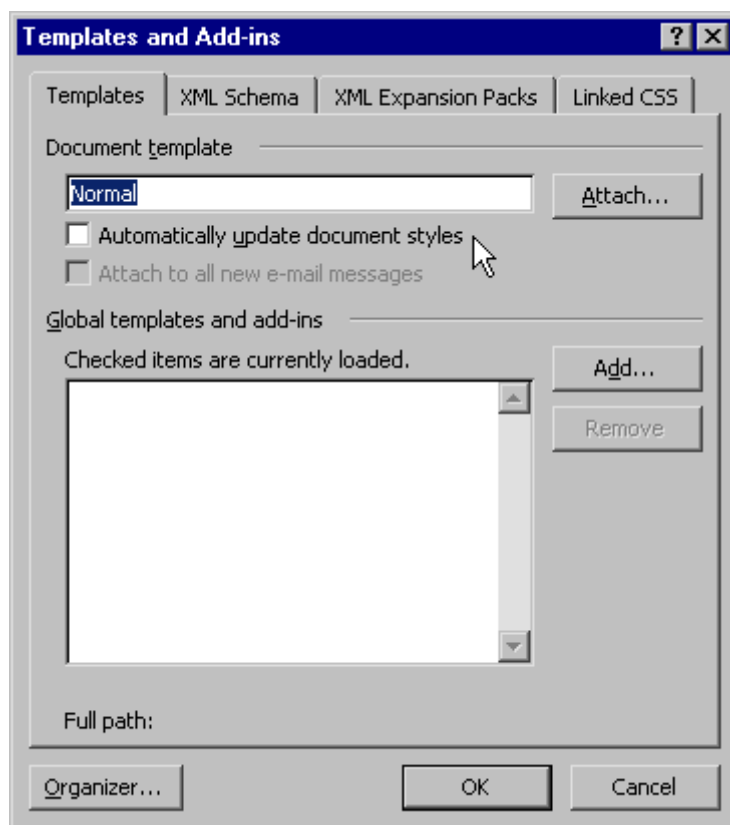 Templates and Add-ins
Templates XML Schema XML Expansion Packs Linked CSS
Document template
Normal Attach...
Automatically update document styles
Attach to all new e-mail messages
Global templates and add-ins
Checked items are currently loaded. Add...
Remove
Full path:
Organizer... OK Cancel